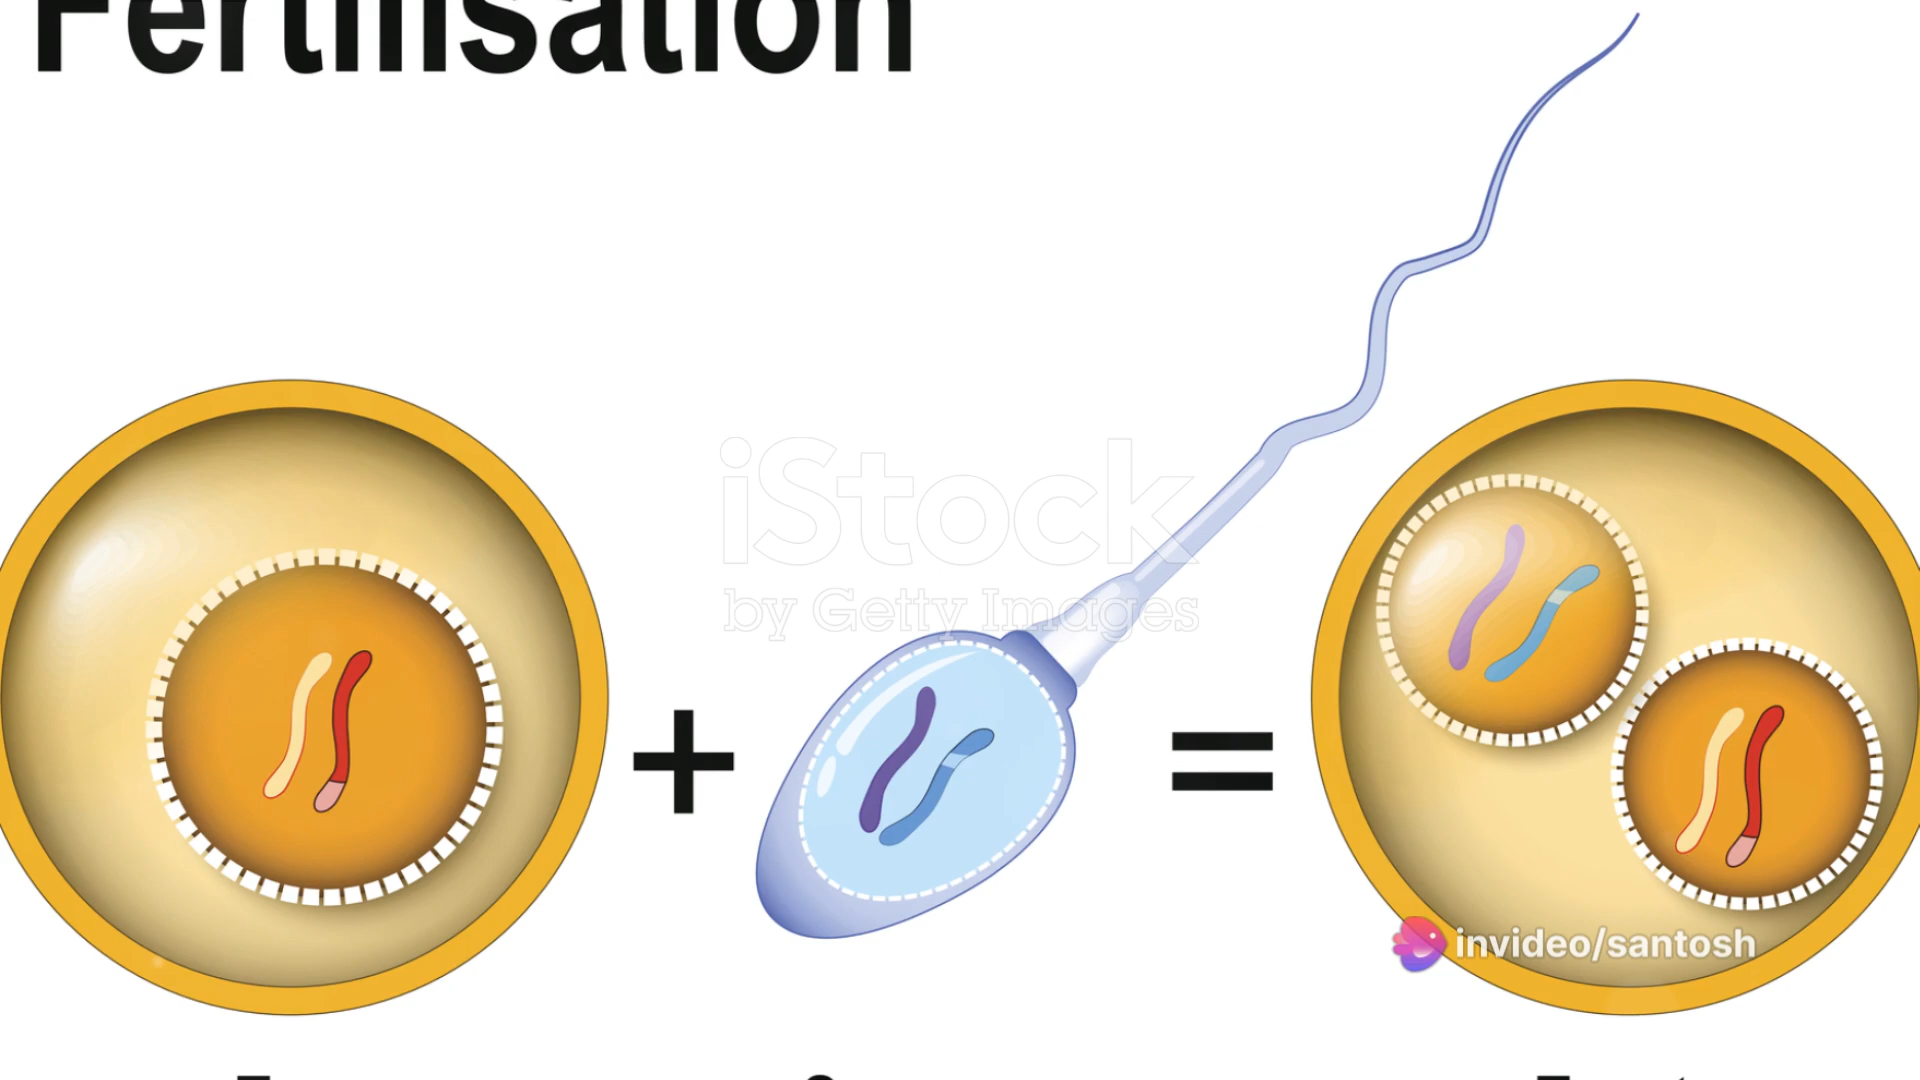 Fertilisation
iStock
by Getty Images
+
=
invideo/santosh